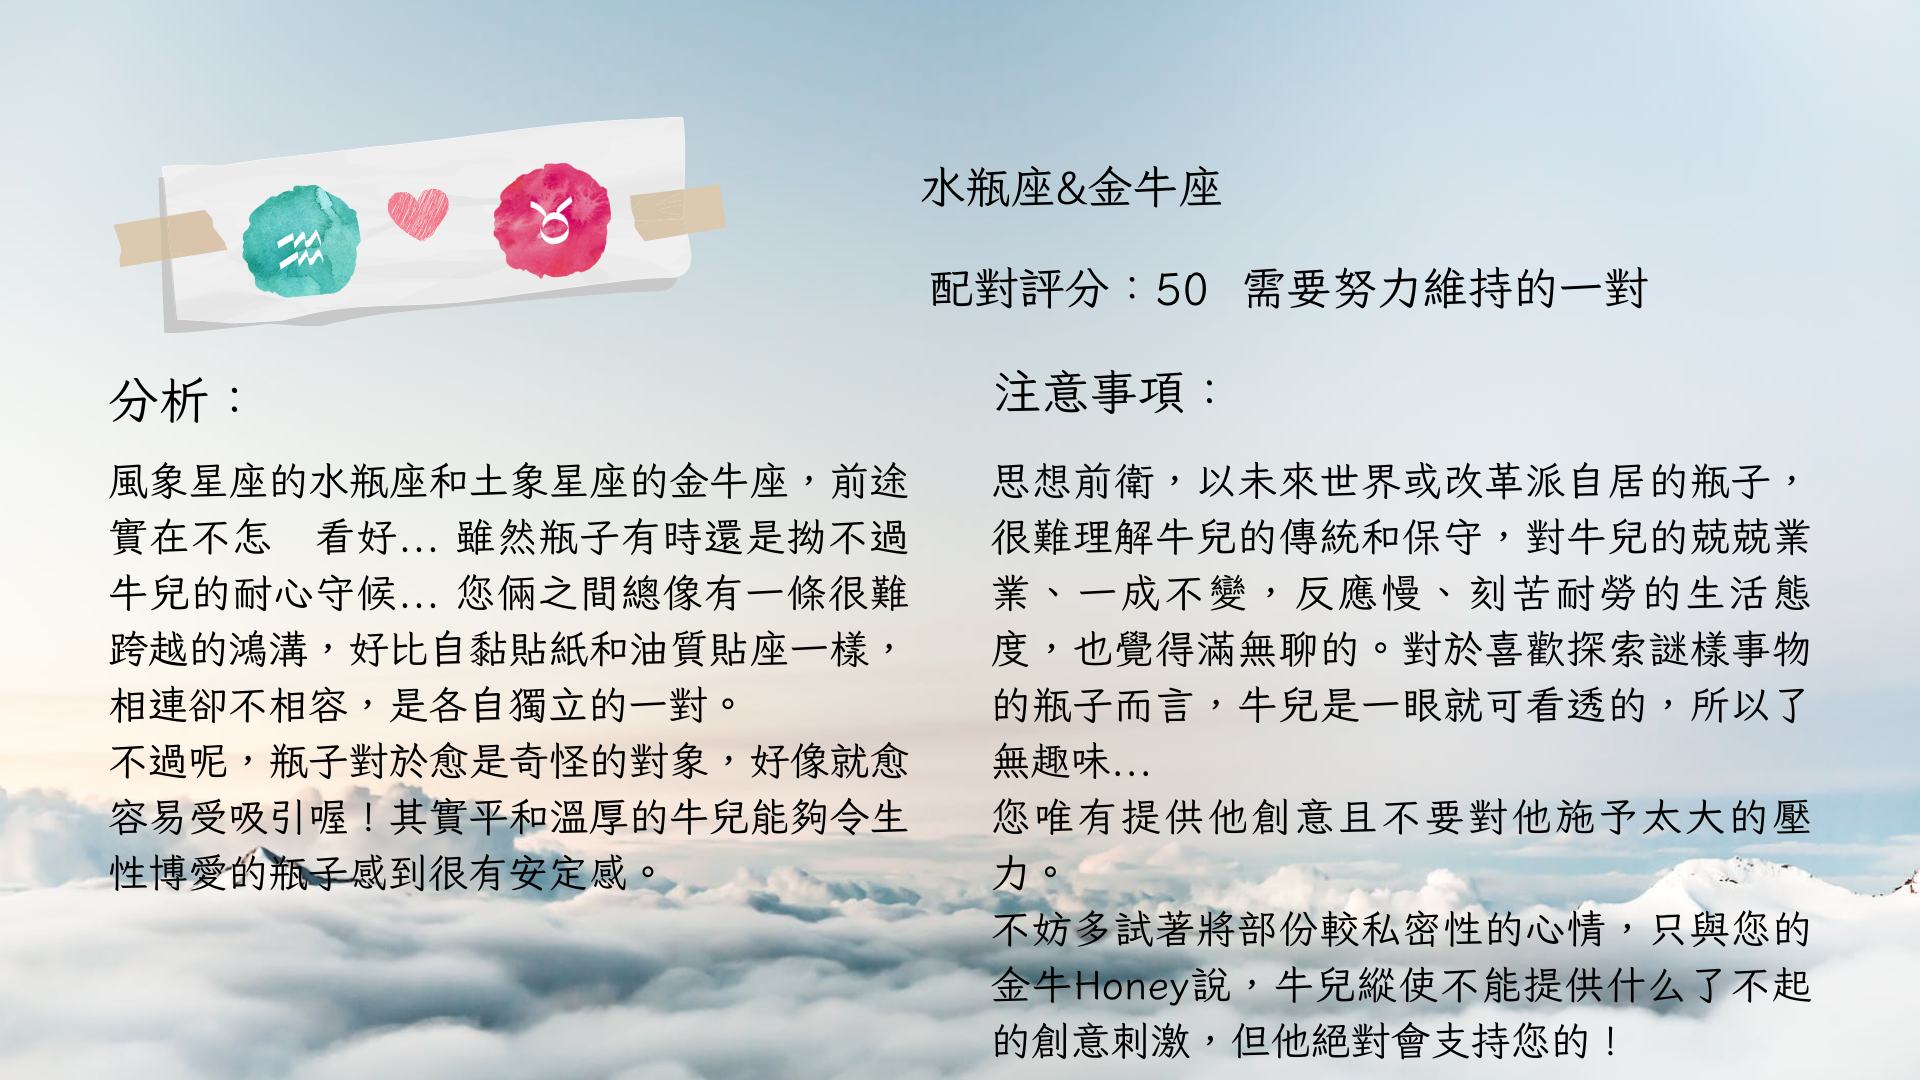 水瓶座&金牛座
配對評分：50 需要努力維持的一對
分析：
風象星座的水瓶座和土象星座的金牛座，前途
實在不怎　看好... 雖然瓶子有時還是拗不過
牛兒的耐心守候... 您倆之間總像有一條很難
跨越的鴻溝，好比自黏貼紙和油質貼座一樣，
相連卻不相容，是各自獨立的一對。
不過呢，瓶子對於愈是奇怪的對象，好像就愈
容易受吸引喔！其實平和溫厚的牛兒能夠令生
性博愛的瓶子感到很有安定感。
注意事項：
思想前衛，以未來世界或改革派自居的瓶子，
很難理解牛兒的傳統和保守，對牛兒的兢兢業
業、一成不變，反應慢、刻苦耐勞的生活態
度，也覺得滿無聊的。對於喜歡探索謎樣事物
的瓶子而言，牛兒是一眼就可看透的，所以了
無趣味...
您唯有提供他創意且不要對他施予太大的壓
力。
不妨多試著將部份較私密性的心情，只與您的
金牛Honey說，牛兒縱使不能提供什么了不起
的創意刺激，但他絕對會支持您的！